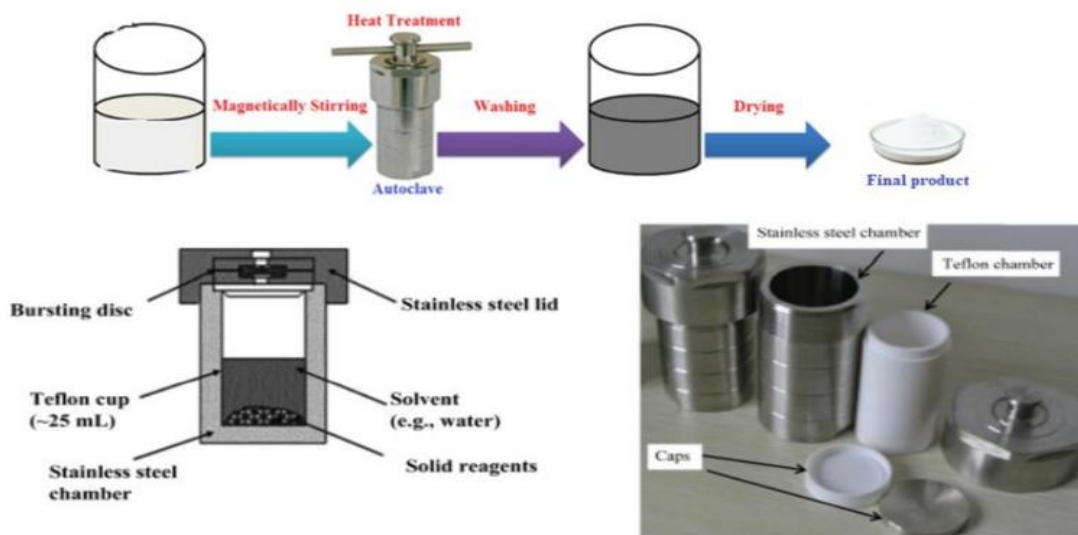 Heat Treatment
Magnetically Stirring
Washing
Drying
Autoclave
Final product
Bursting disc
Stainless steel lid
Teflon cup
(~25 mL)
Solvent
(e.g., water)
Stainless steel
chamber
Solid reagents
Stainless steel chamber
Teflon chamber
Caps